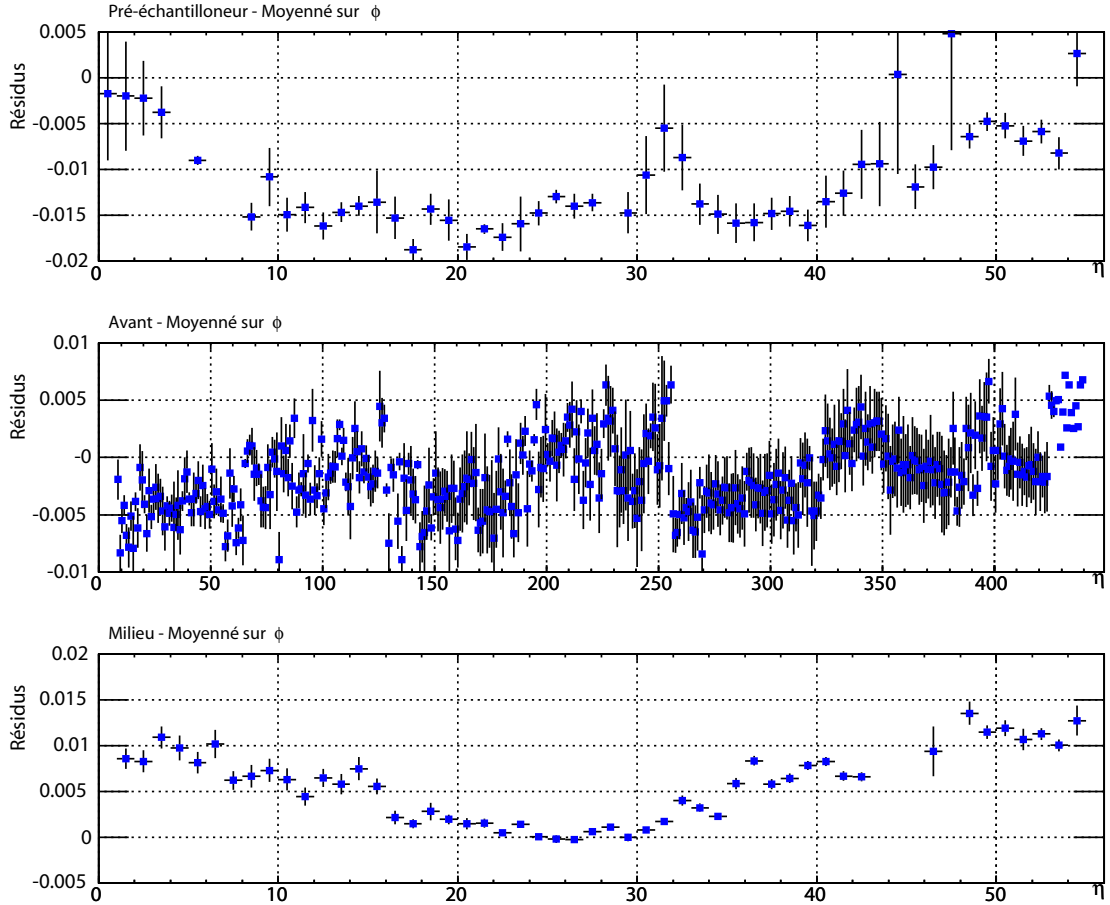 Pré-échantilloneur - Moyenné sur ϕ
Résidus
0.005
0
-0.005
-0.01
-0.015
-0.02
0 10 20 30 40 50 η
Avant - Moyenné sur ϕ
Résidus
0.01
0.005
-0
-0.005
-0.01
0 50 100 150 200 250 300 350 400 η
Milieu - Moyenné sur ϕ
Résidus
0.02
0.015
0.01
0.005
0
-0.005
0 10 20 30 40 50 η